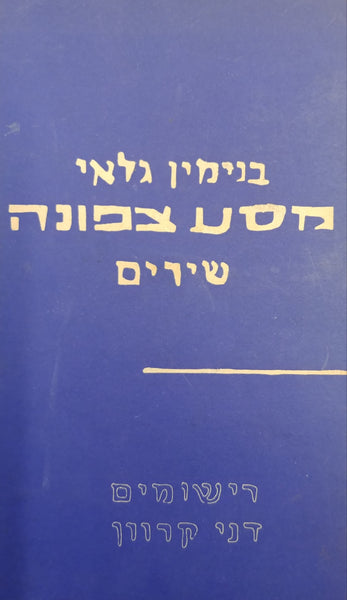 בנימין גלאי
מסע צפונה
שירים
רישומים
דני קרוון